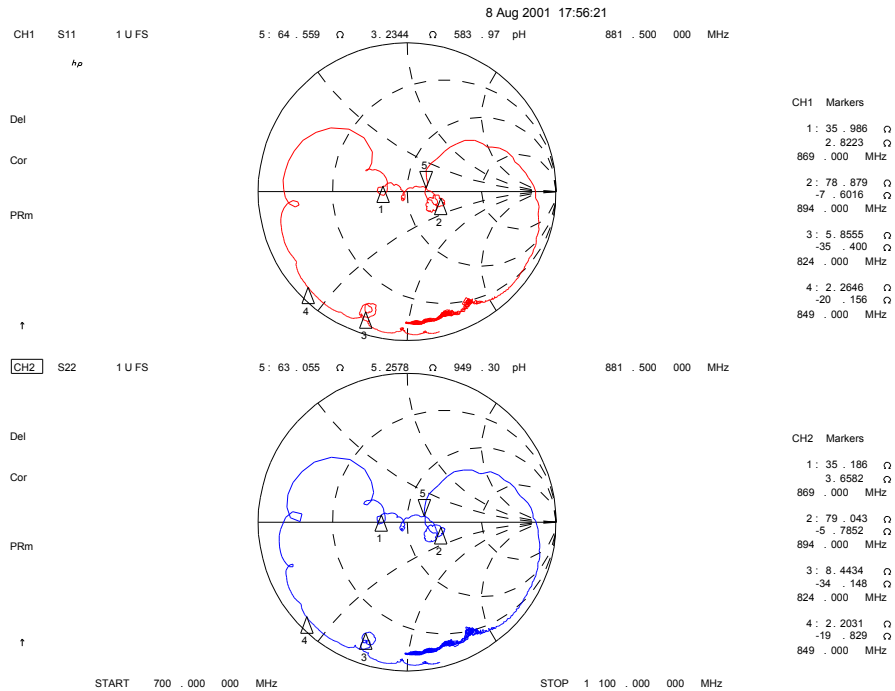 8 Aug 2001 17:56:21
CH1 S11 1 U FS 5: 64 .559 Ω 3.2344 Ω 583 . 97 pH 881 . 500 000 MHz
hp
CH1 Markers
Del
1: 35 . 986 Ω
2.8223 Ω
Cor
869 . 000 MHz
5
2: 78 . 879 Ω
-7. 6016 Ω
1
PRm
2
894 . 000 MHz
3: 5.8555 Ω
-35 . 400 Ω
824 . 000 MHz
4: 2.2646 Ω
-20 . 156 Ω
4
849 . 000 MHz
↑
3
CH2 S22 1 U FS 5: 63 . 055 Ω 5.2578 Ω 949 . 30 pH 881 . 500 000 MHz
Del
CH2 Markers
1: 35 . 186 Ω
Cor
3.6582 Ω
5
869 . 000 MHz
1
2: 79 . 043 Ω
-5. 7852 Ω
PRm
2
894 . 000 MHz
3: 8.4434 Ω
-34 . 148 Ω
824 . 000 MHz
4: 2.2031 Ω
4
-19 . 829 Ω
↑
3
849 . 000 MHz
START 700 . 000 000 MHz STOP 1 100 . 000 000 MHz